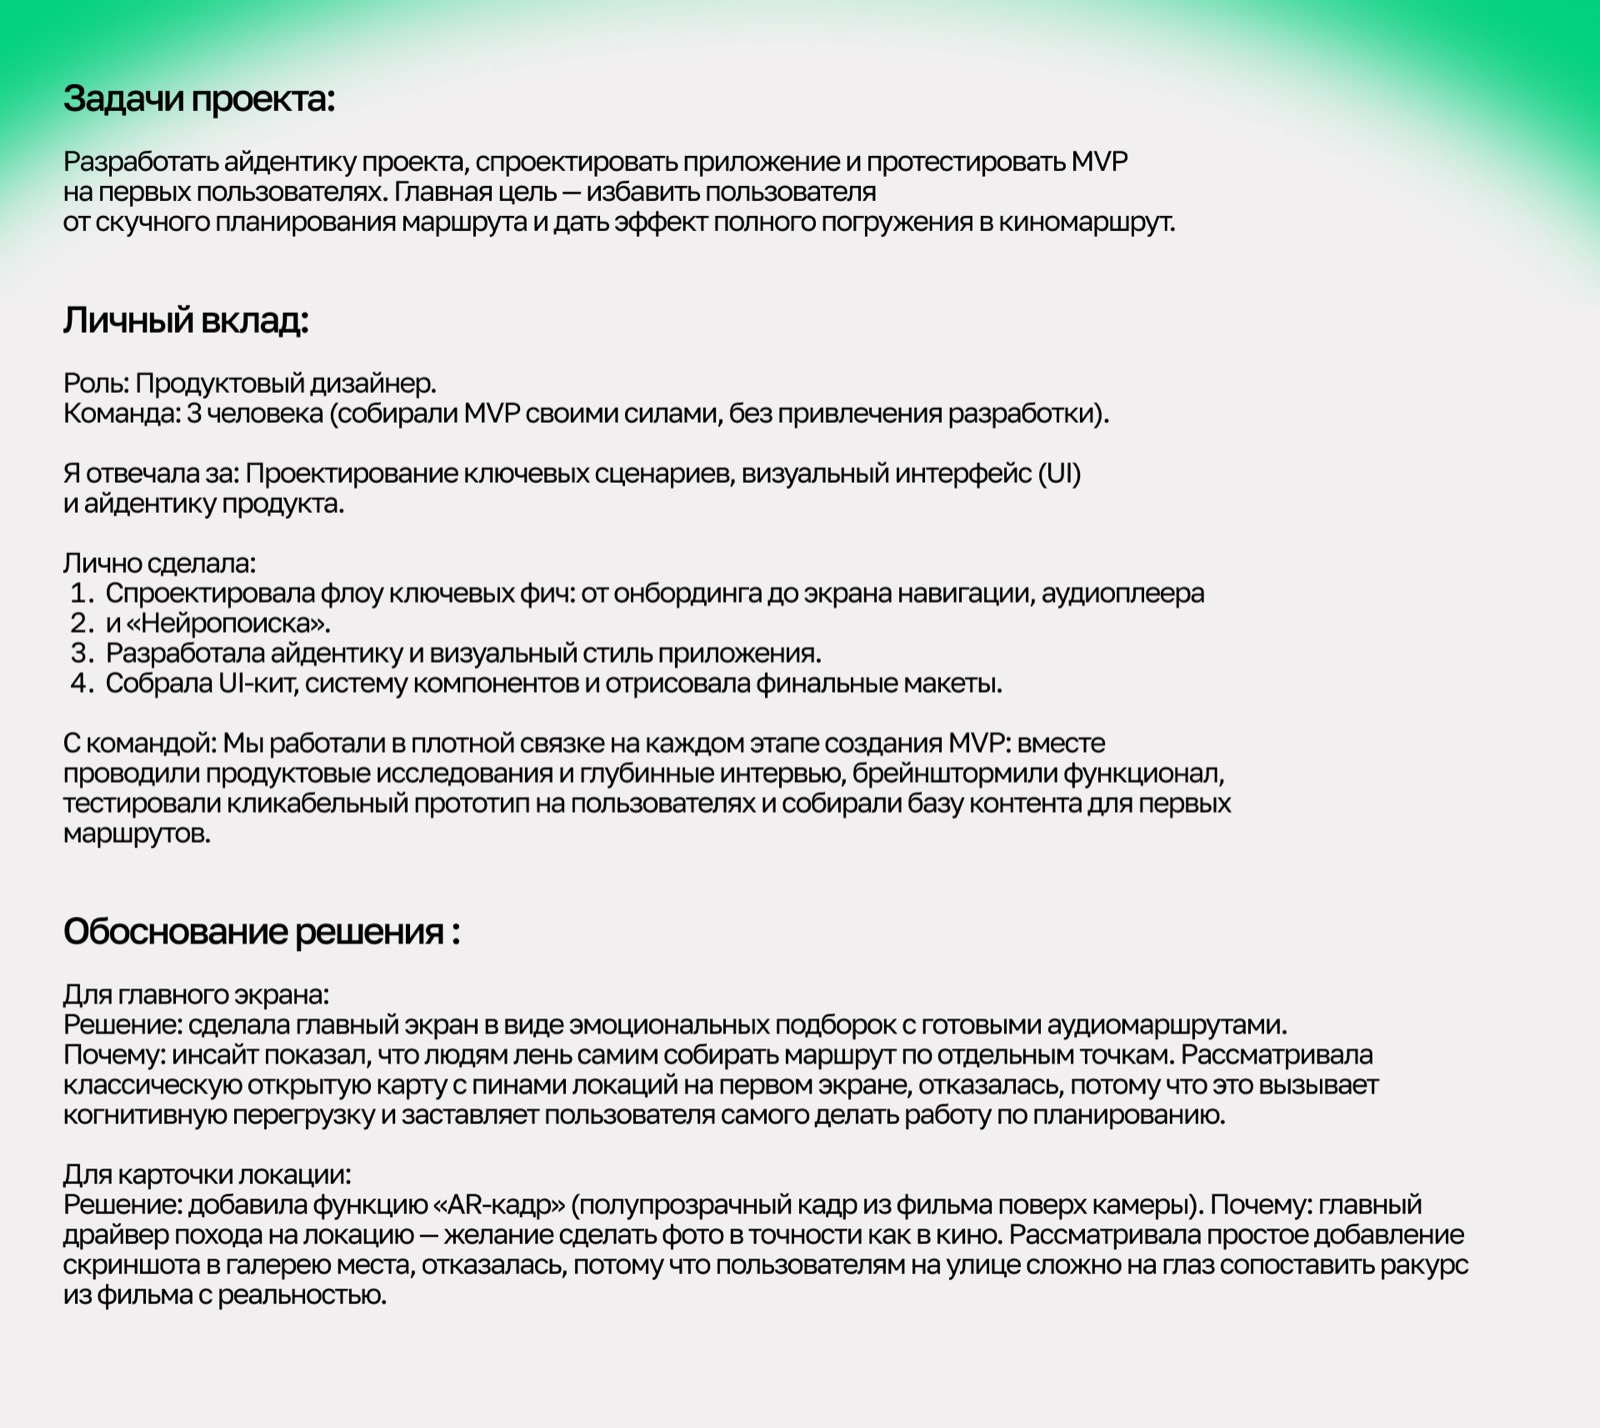 Задачи проекта:
Разработать айдентику проекта, спроектировать приложение и протестировать MVP
на первых пользователях. Главная цель — избавить пользователя
от скучного планирования маршрута и дать эффект полного погружения в киномаршрут.
Личный вклад:
Роль: Продуктовый дизайнер.
Команда: 3 человека (собирали MVP своими силами, без привлечения разработки).
Я отвечала за: Проектирование ключевых сценариев, визуальный интерфейс (UI)
и айдентику продукта.
Лично сделала:
1. Спроектировала флоу ключевых фич: от онбординга до экрана навигации, аудиоплеера
2. и «Нейропоиска».
3. Разработала айдентику и визуальный стиль приложения.
4. Собрала UI-кит, систему компонентов и отрисовала финальные макеты.
С командой: Мы работали в плотной связке на каждом этапе создания MVP: вместе
проводили продуктовые исследования и глубинные интервью, брейнштормили функционал,
тестировали кликабельный прототип на пользователях и собирали базу контента для первых
маршрутов.
Обоснование решения :
Для главного экрана:
Решение: сделала главный экран в виде эмоциональных подборок с готовыми аудиомаршрутами.
Почему: инсайт показал, что людям лень самим собирать маршрут по отдельным точкам. Рассматривала
классическую открытую карту с пинами локаций на первом экране, отказалась, потому что это вызывает
когнитивную перегрузку и заставляет пользователя самого делать работу по планированию.
Для карточки локации:
Решение: добавила функцию «AR-кадр» (полупрозрачный кадр из фильма поверх камеры). Почему: главный
драйвер похода на локацию — желание сделать фото в точности как в кино. Рассматривала простое добавление
скриншота в галерею места, отказалась, потому что пользователям на улице сложно на глаз сопоставить ракурс
из фильма с реальностью.